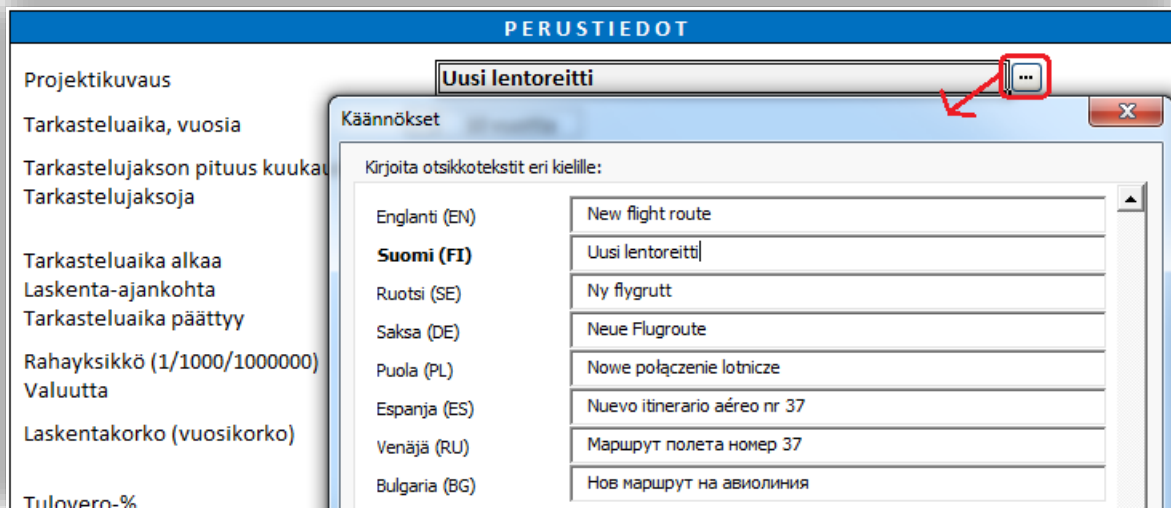 PERUSTIEDOT
Projektikuvaus
Uusi lentoreitti
...
Tarkasteluaika, vuosia
Tarkastelujakson pituus kuukau
Tarkastelujaksoja
Tarkasteluaika alkaa
Laskenta-ajankohta
Tarkasteluaika päättyy
Rahayksikkö (1/1000/1000000)
Valuutta
Laskentakorko (vuosikorko)
Tulovero-%
Käännökset
Kirjoita otsikkotekstit eri kielille:
Englanti (EN) New flight route
Suomi (FI) Uusi lentoreitti
Ruotsi (SE) Ny flygrutt
Saksa (DE) Neue Flugroute
Puola (PL) Nowe połączenie lotnicze
Espanja (ES) Nuevo itinerario aéreo nr 37
Venäjä (RU) Маршрут полета номер 37
Bulgaria (BG) Нов маршрут на авиолиния